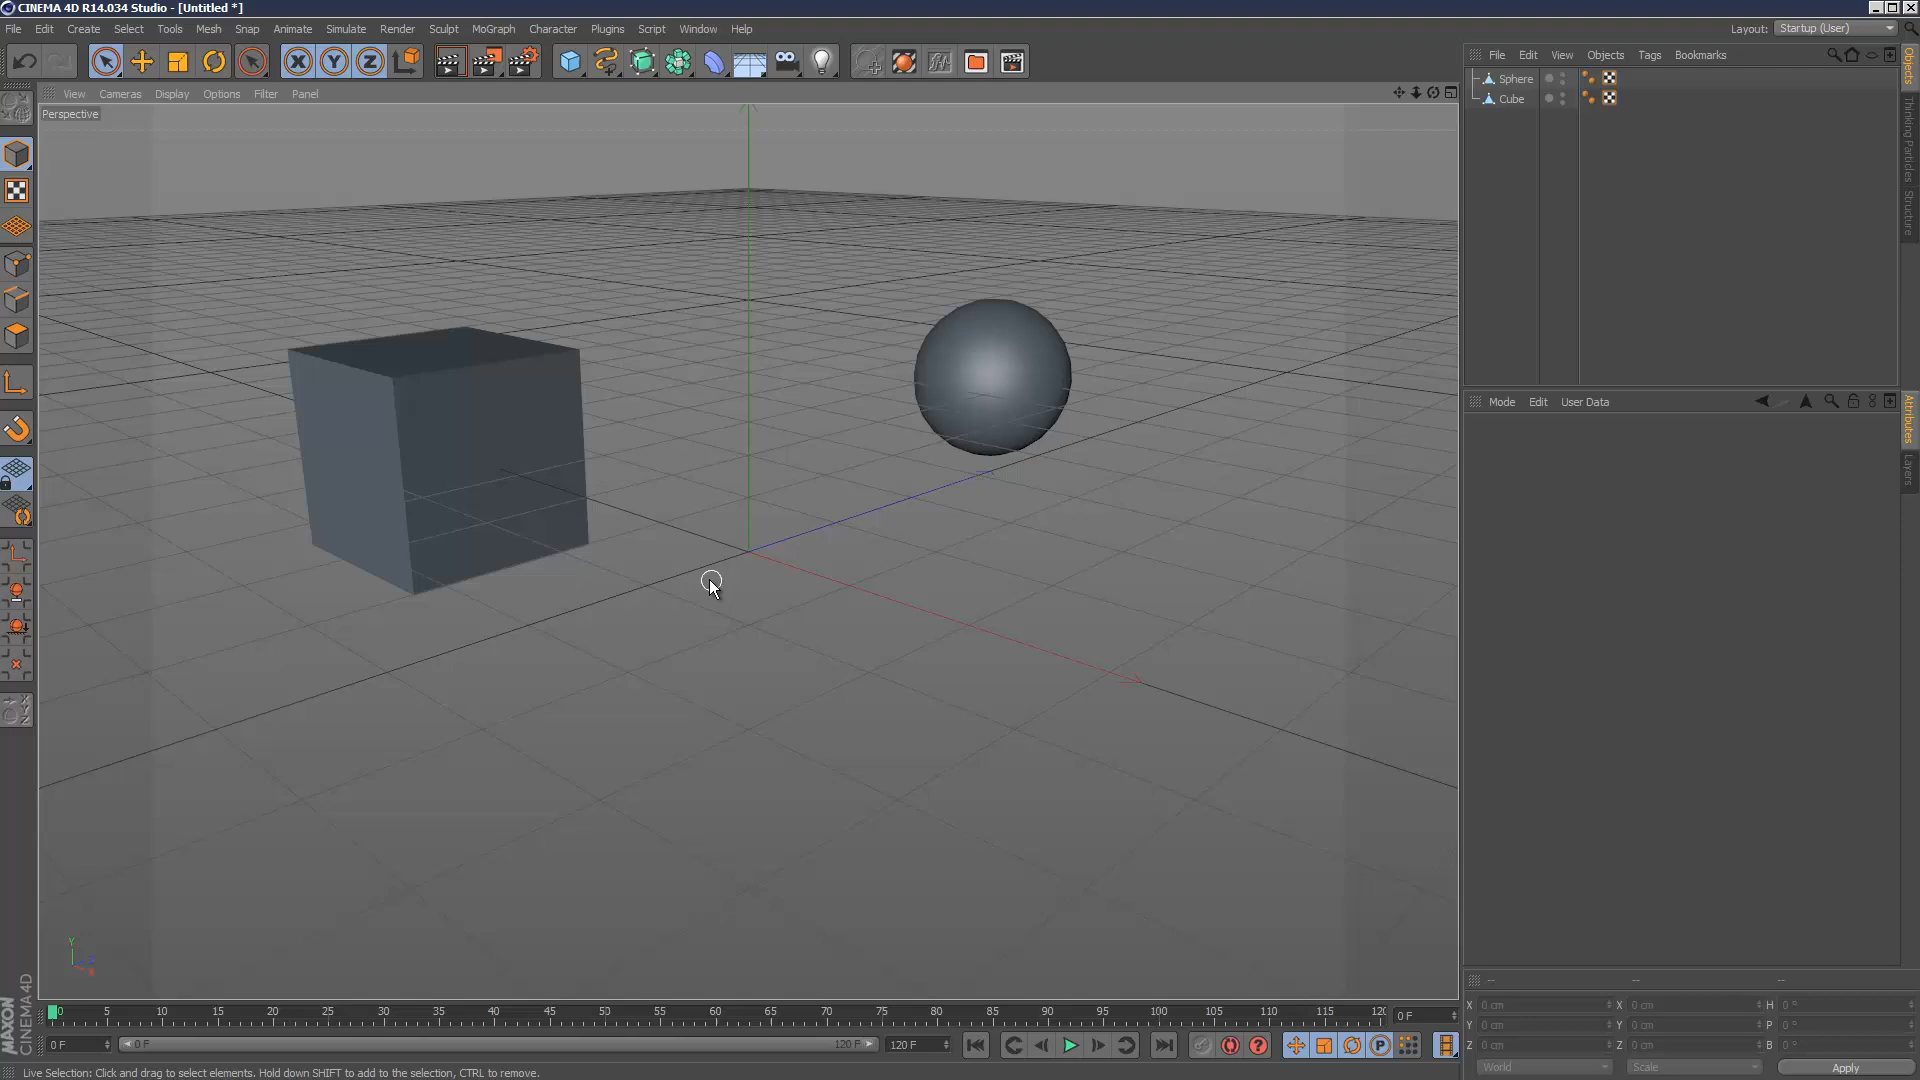 CINEMA 4D R14.034 Studio - [Untitled *]
File Edit Create Select Tools Mesh Snap Animate Simulate Render Sculpt MoGraph Character Plugins Script Window Help
Layout: Startup (User)
X Y Z
File Edit View Objects Tags Bookmarks
Sphere
Cube
Objects
Thinking Particles
Structure
View Cameras Display Options Filter Panel
Perspective
Mode Edit User Data
Attributes
Layers
Y
Z
X
MAXON
CINEMA 4D
0 5 10 15 20 25 30 35 40 45 50 55 60 65 70 75 80 85 90 95 100 105 110 115 120 0 F
0 F 0 F 120 F 120 F
P
-- -- --
X 0 cm X 0 cm H 0 °
Y 0 cm Y 0 cm P 0 °
Z 0 cm Z 0 cm B 0 °
World Scale Apply
Live Selection: Click and drag to select elements. Hold down SHIFT to add to the selection, CTRL to remove.